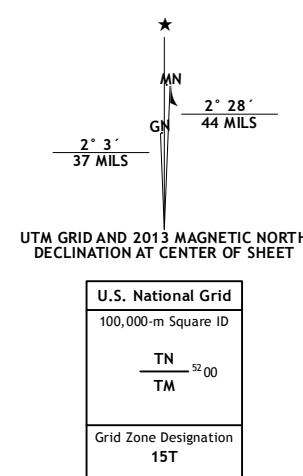 ★
MN
GN
2° 28´
44 MILS
2° 3´
37 MILS
UTM GRID AND 2013 MAGNETIC NORTH
DECLINATION AT CENTER OF SHEET
U.S. National Grid
100,000-m Square ID
TN
52 00
TM
Grid Zone Designation
15T